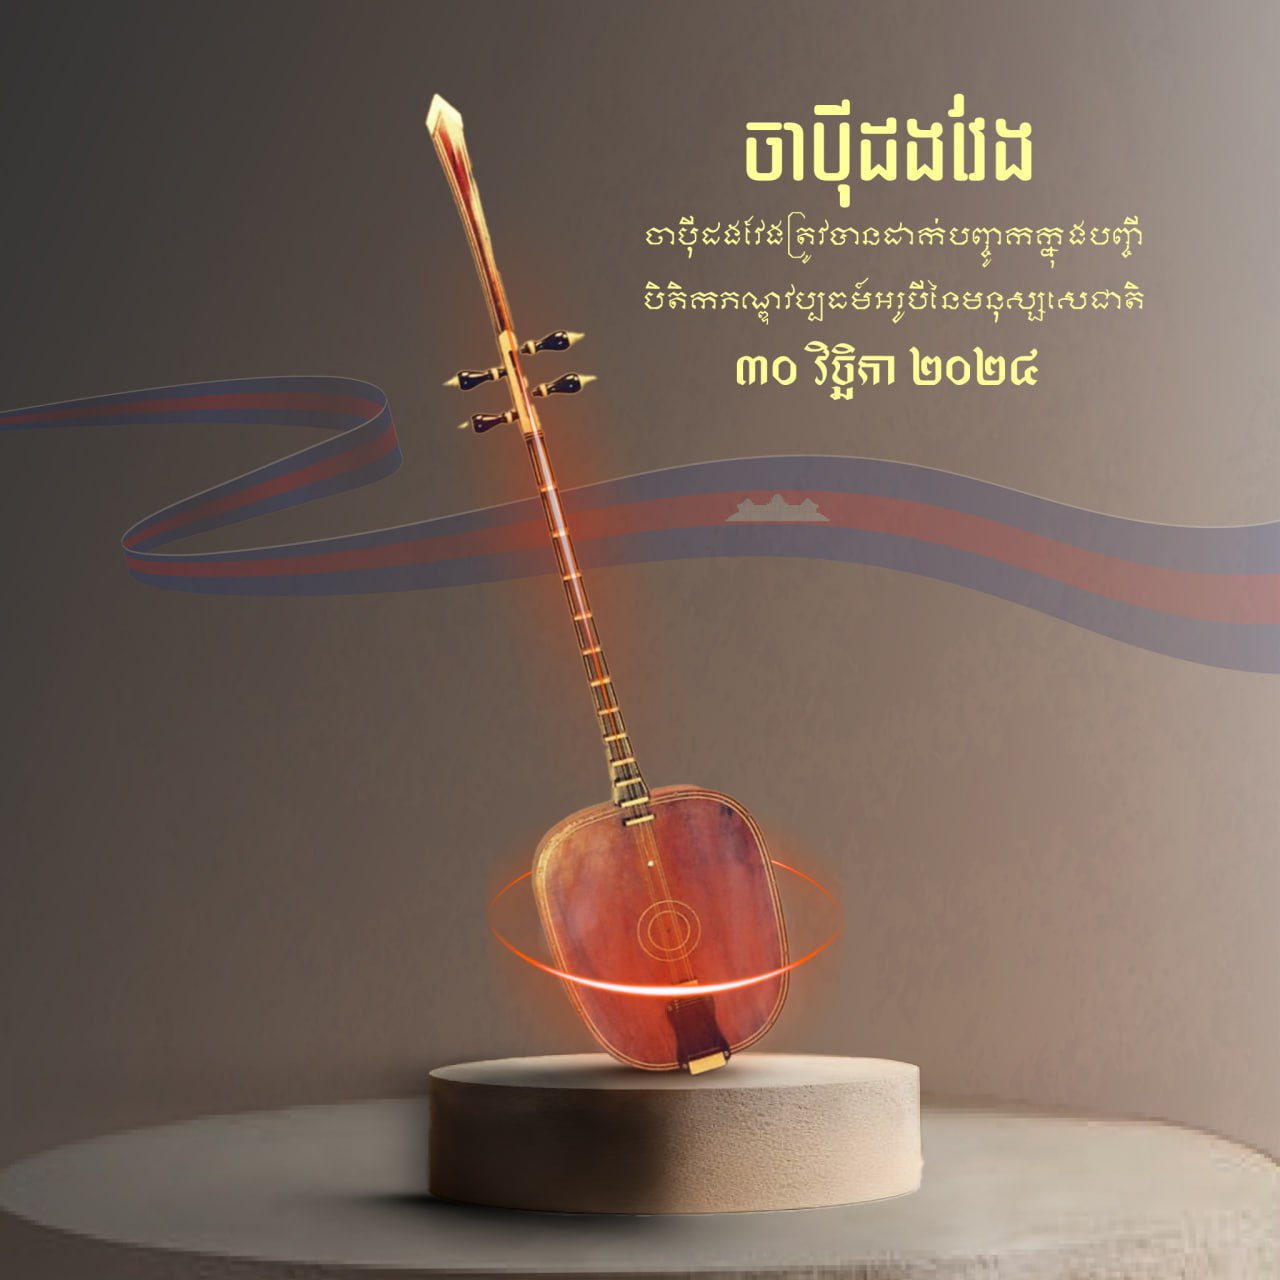 ចាប៉ីដងវែង
ចាប៉ីដងវែងត្រូវបានដាក់បញ្ចូលក្នុងបញ្ជី
បិតិកភណ្ឌវប្បធម៍អរូបីនៃមនុស្សសេជាតិ
៣០ វិច្ឆិកា ២០២៤